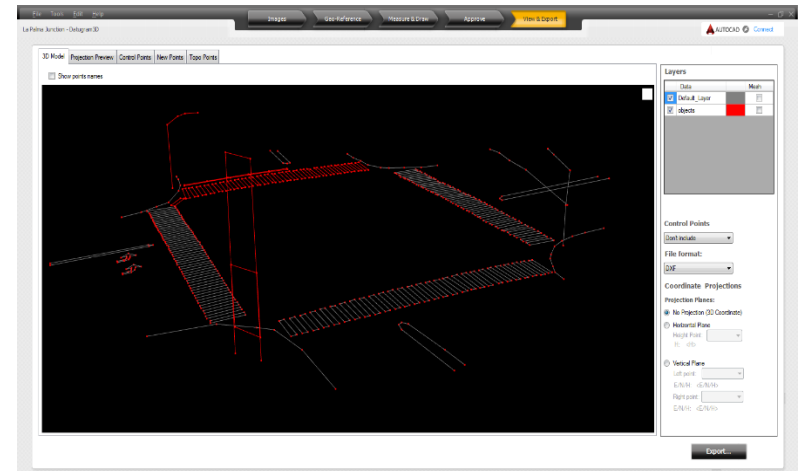 File Tools Edit Help
Images
Geo-Reference
Measure & Draw
Approve
View & Export
La Palma Junction - Datugram3D
AUTOCAD Connect
3D Model
Projection Preview
Control Points
New Points
Topo Points
Show points names
Layers
Data Mesh
Default_Layer
objects
Control Points
Don't include
File format:
DXF
Coordinate Projections
Projection Planes:
No Projection (3D Coordinate)
Horizontal Plane
Height Point
Vertical Plane
Left point
E/N/H: <E/N/H>
Right point
E/N/H: <E/N/H>
Export...